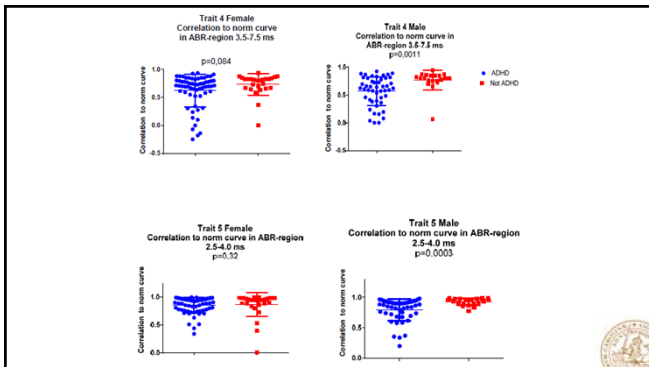 Trait 4 Female
Correlation to norm curve
in ABR-region 3.5-7.5 ms
p=0,084
Correlation to norm curve
1.0
0.5
0.0
-0.5
Trait 4 Male
Correlation to norm curve in
ABR-region 3.5-7.5 ms
p=0,0011
Correlation to norm curve
1.0
0.5
0.0
-0.5
ADHD
Not ADHD
Trait 5 Female
Correlation to norm curve in ABR-region
2.5-4.0 ms
p=0,32
Correlation to norm curve
1.0
0.5
0.0
Trait 5 Male
Correlation to norm curve in ABR-region
2.5-4.0 ms
p=0,0003
Correlation to norm curve
1.0
0.5
0.0